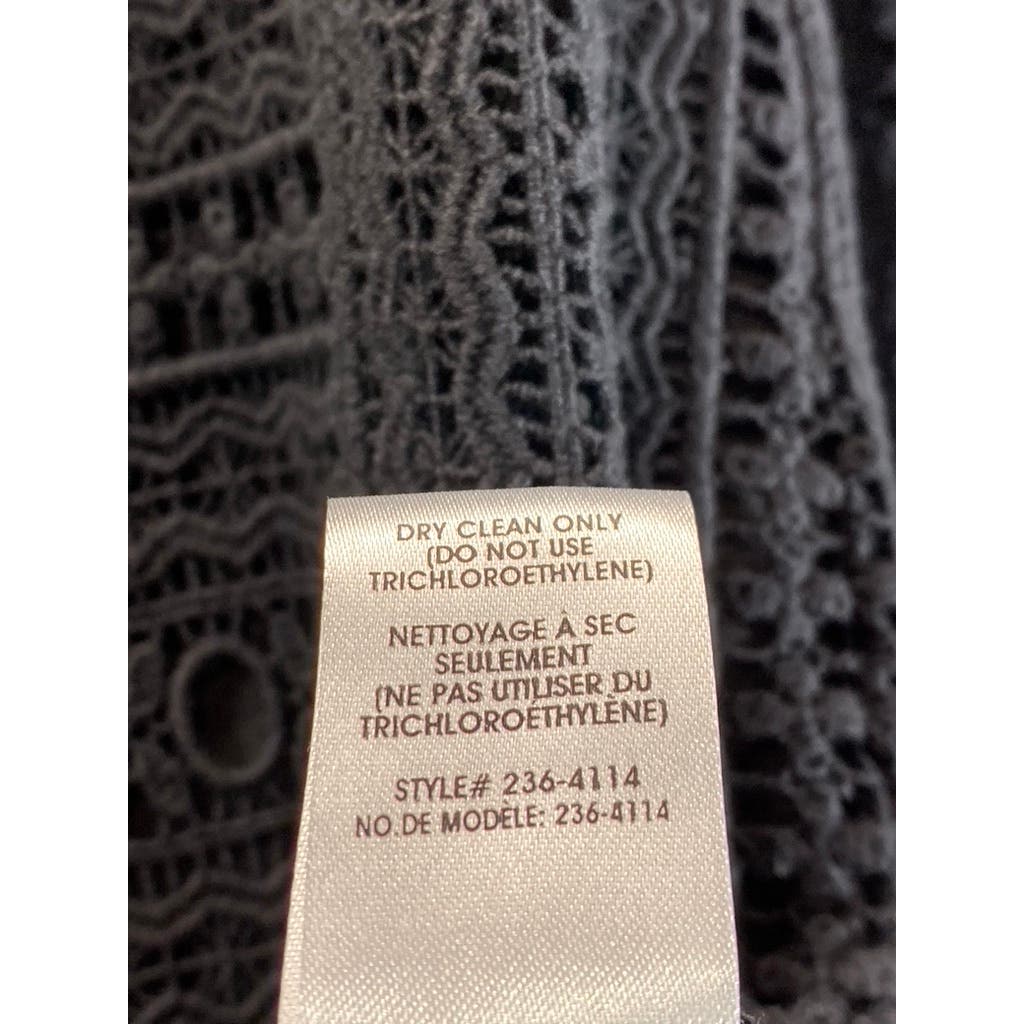 DRY CLEAN ONLY
(DO NOT USE
TRICHLOROETHYLENE)
NETTOYAGE À SEC
SEULEMENT
(NE PAS UTILISER DU
TRICHLOROÉTHYLÈNE)
STYLE# 236-4114
NO.DE MODÈLE: 236-4114